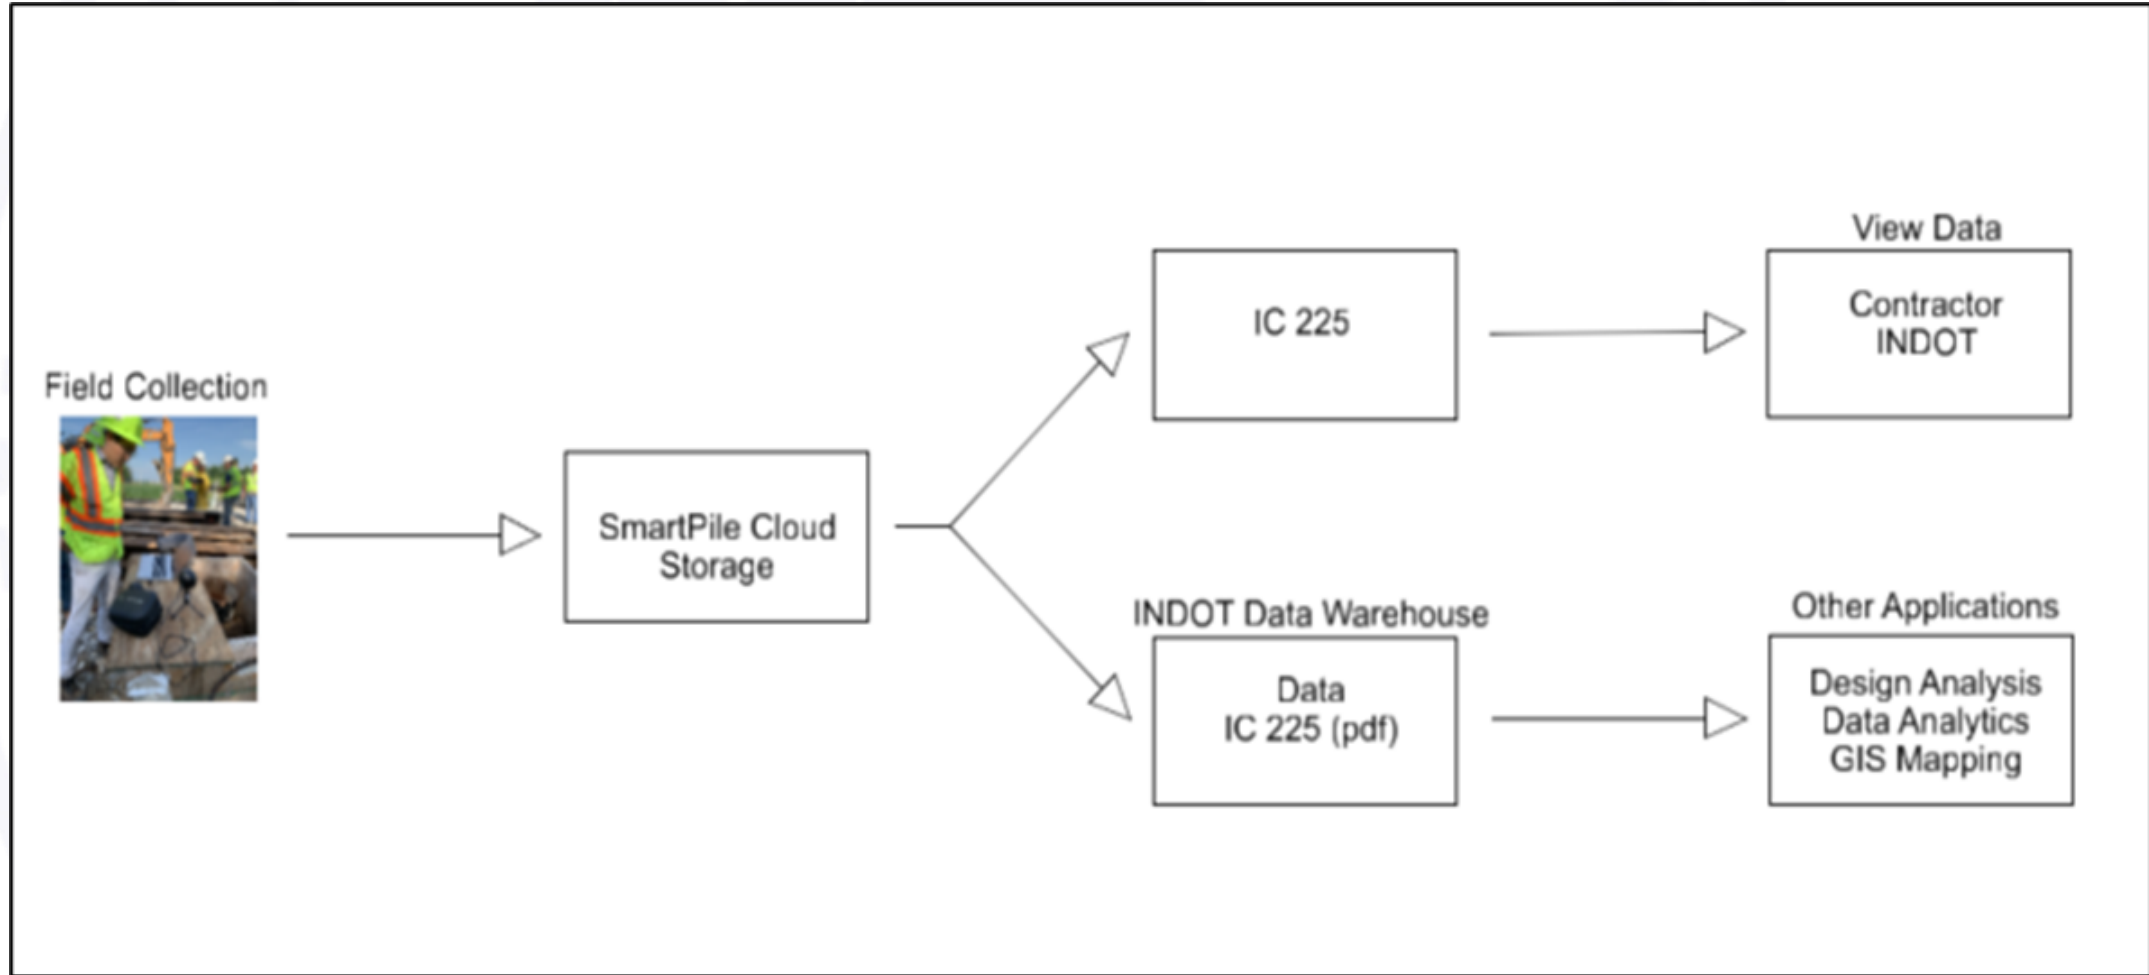 Field Collection
SmartPile Cloud
Storage
IC 225
View Data
Contractor
INDOT
INDOT Data Warehouse
Data
IC 225 (pdf)
Other Applications
Design Analysis
Data Analytics
GIS Mapping